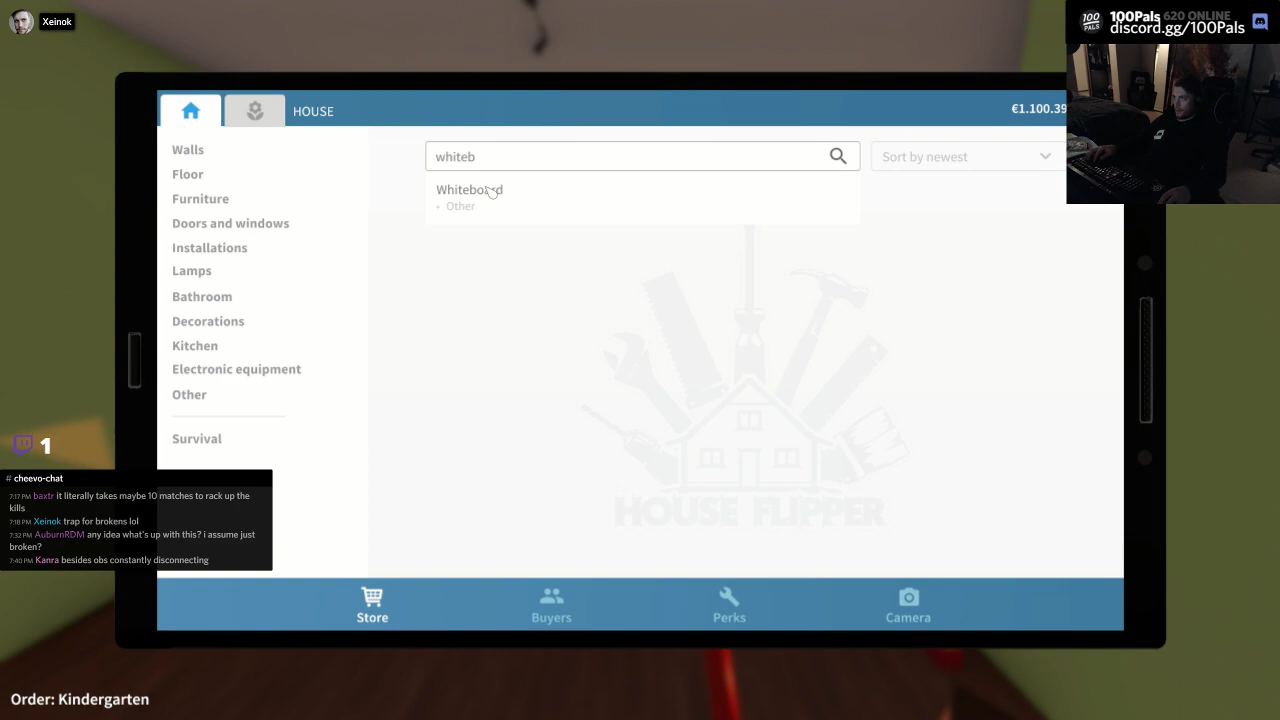 Xeinok
100Pals 620 ONLINE
discord.gg/100Pals
HOUSE
€1.100.39
Walls
Floor
Furniture
Doors and windows
Installations
Lamps
Bathroom
Decorations
Kitchen
Electronic equipment
Other
Survival
whiteb
Sort by newest
Whiteboard
• Other
HOUSE FLIPPER
1
# cheevo-chat
7:17 PM baxtr it literally takes maybe 10 matches to rack up the
kills
7:18 PM Xeinok trap for brokens lol
7:32 PM AuburnRDM any idea what's up with this? i assume just
broken?
7:40 PM Kanra besides obs constantly disconnecting
Store
Buyers
Perks
Camera
Order: Kindergarten